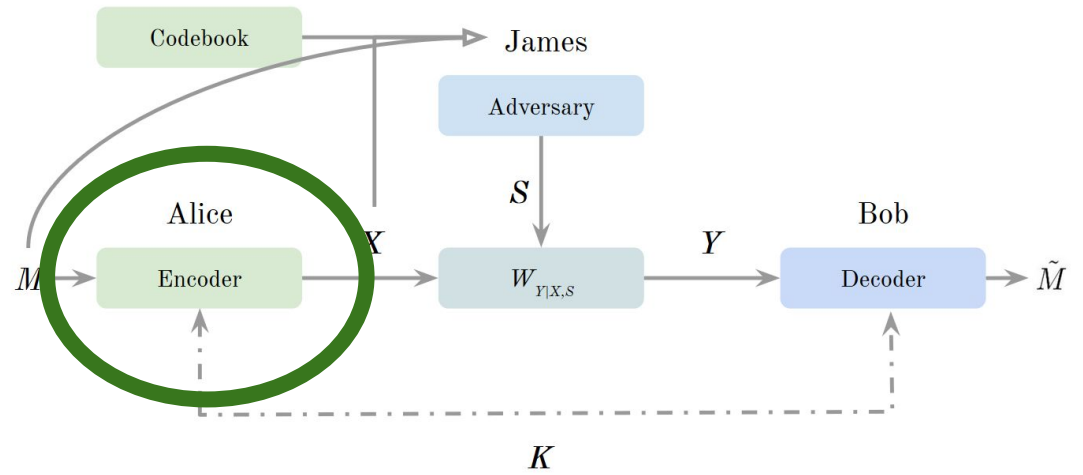 Codebook
James
Adversary
S
Alice
Bob
M
Encoder
X
W_{Y|X,S}
Y
Decoder
M̃
K